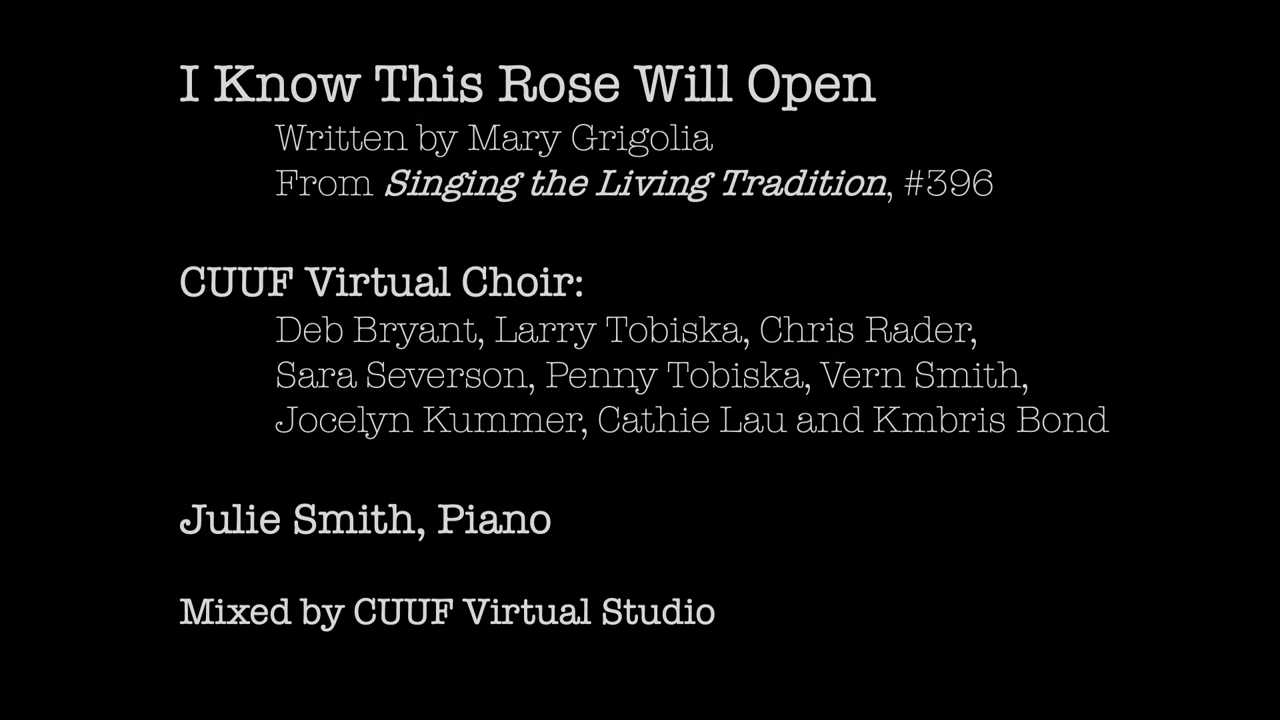 I Know This Rose Will Open
Written by Mary Grigolia
From Singing the Living Tradition, #396
CUUF Virtual Choir:
Deb Bryant, Larry Tobiska, Chris Rader,
Sara Severson, Penny Tobiska, Vern Smith,
Jocelyn Kummer, Cathie Lau and Kmbris Bond
Julie Smith, Piano
Mixed by CUUF Virtual Studio